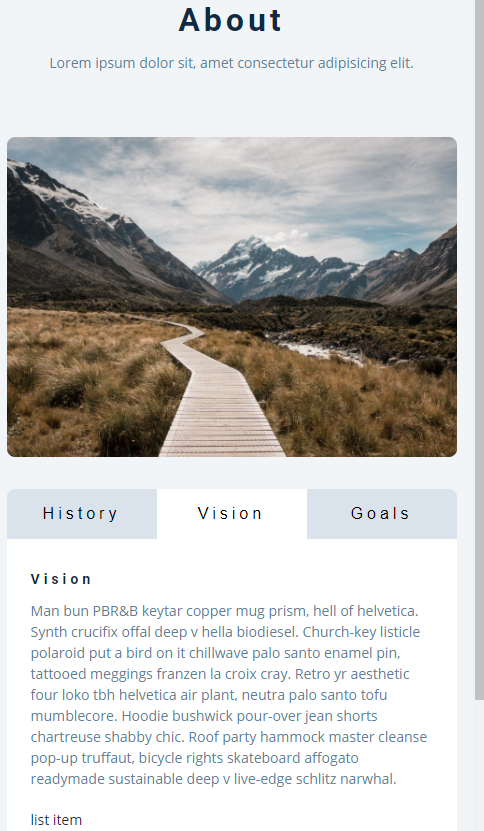 About
Lorem ipsum dolor sit, amet consectetur adipisicing elit.
History Vision Goals
Vision
Man bun PBR&B keytar copper mug prism, hell of helvetica.
Synth crucifix offal deep v hella biodiesel. Church-key listicle
polaroid put a bird on it chillwave palo santo enamel pin,
tattooed meggings franzen la croix cray. Retro yr aesthetic
four loko tbh helvetica air plant, neutra palo santo tofu
mumblecore. Hoodie bushwick pour-over jean shorts
chartreuse shabby chic. Roof party hammock master cleanse
pop-up truffaut, bicycle rights skateboard affogato
readymade sustainable deep v live-edge schlitz narwhal.
list item